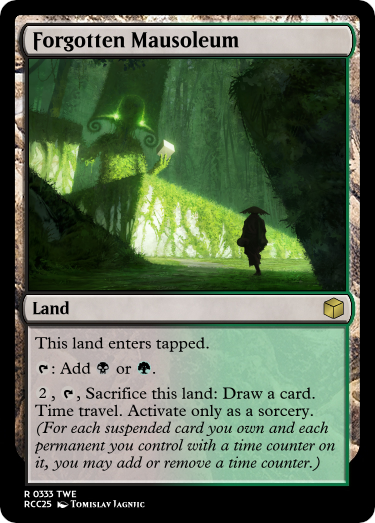 Forgotten Mausoleum
Land
This land enters tapped.
: Add or .
2 , , Sacrifice this land: Draw a card.
Time travel. Activate only as a sorcery.
(For each suspended card you own and each
permanent you control with a time counter on
it, you may add or remove a time counter.)
R 0333 TWE
RCC25 Tomislav Jagnjic